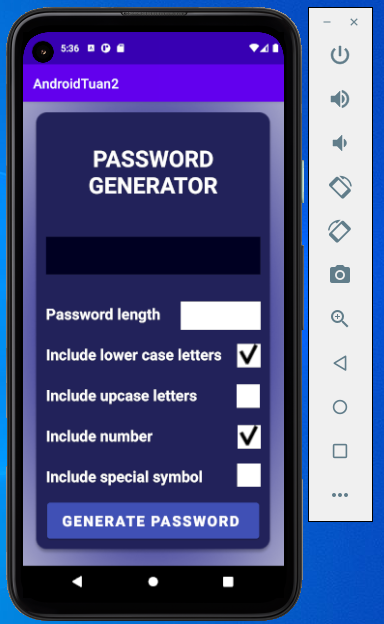 5:36
AndroidTuan2
PASSWORD
GENERATOR
Password length
Include lower case letters
Include upcase letters
Include number
Include special symbol
GENERATE PASSWORD